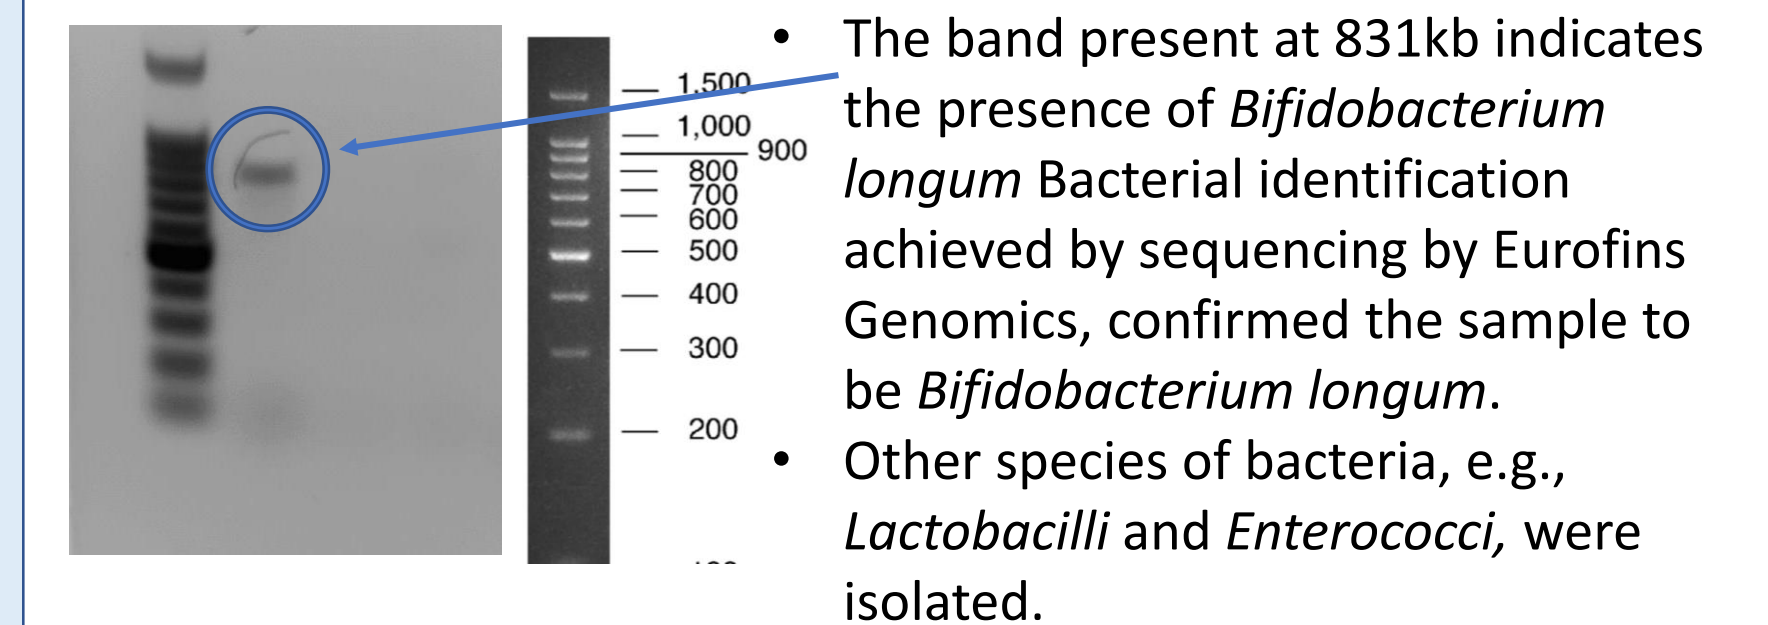 1,500
1,000
900
800
700
600
500
400
300
200
• The band present at 831kb indicates
the presence of Bifidobacterium
longum Bacterial identification
achieved by sequencing by Eurofins
Genomics, confirmed the sample to
be Bifidobacterium longum.
• Other species of bacteria, e.g.,
Lactobacilli and Enterococci, were
isolated.